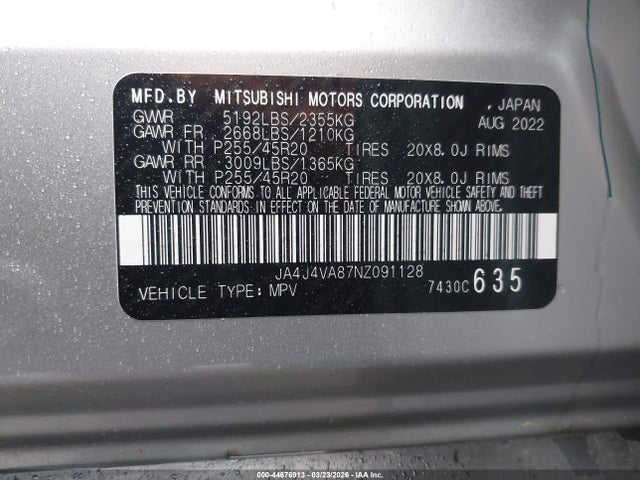 MFD.BY MITSUBISHI MOTORS CORPORATION , JAPAN
GWVR 5192LBS/2355KG AUG 2022
GAWR FR 2668LBS/1210KG
WITH P255/45R20 TIRES 20X8.0J RIMS
GAWR RR 3009LBS/1365KG
WITH P255/45R20 TIRES 20X8.0J RIMS
THIS VEHICLE CONFORMS TO ALL APPLICABLE FEDERAL MOTOR VEHICLE SAFETY AND THEFT
PREVENTION STANDARDS IN EFFECT ON THE DATE OF MANUFACTURE SHOWN ABOVE.
JA4J4VA87NZ091128
VEHICLE TYPE: MPV 7430C 635
000-44676913 - 03/23/2026 - IAAI.COM